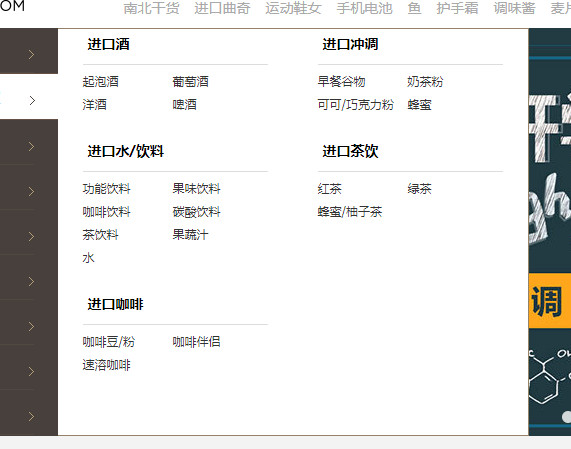 OM 南北干货 进口曲奇 运动鞋女 手机电池 鱼 护手霜 调味酱 麦片
进口酒
起泡酒 葡萄酒
洋酒 啤酒
进口冲调
早餐谷物 奶茶粉
可可/巧克力粉 蜂蜜
进口水/饮料
功能饮料 果味饮料
咖啡饮料 碳酸饮料
茶饮料 果蔬汁
水
进口茶饮
红茶 绿茶
蜂蜜/柚子茶
进口咖啡
咖啡豆/粉 咖啡伴侣
速溶咖啡
调